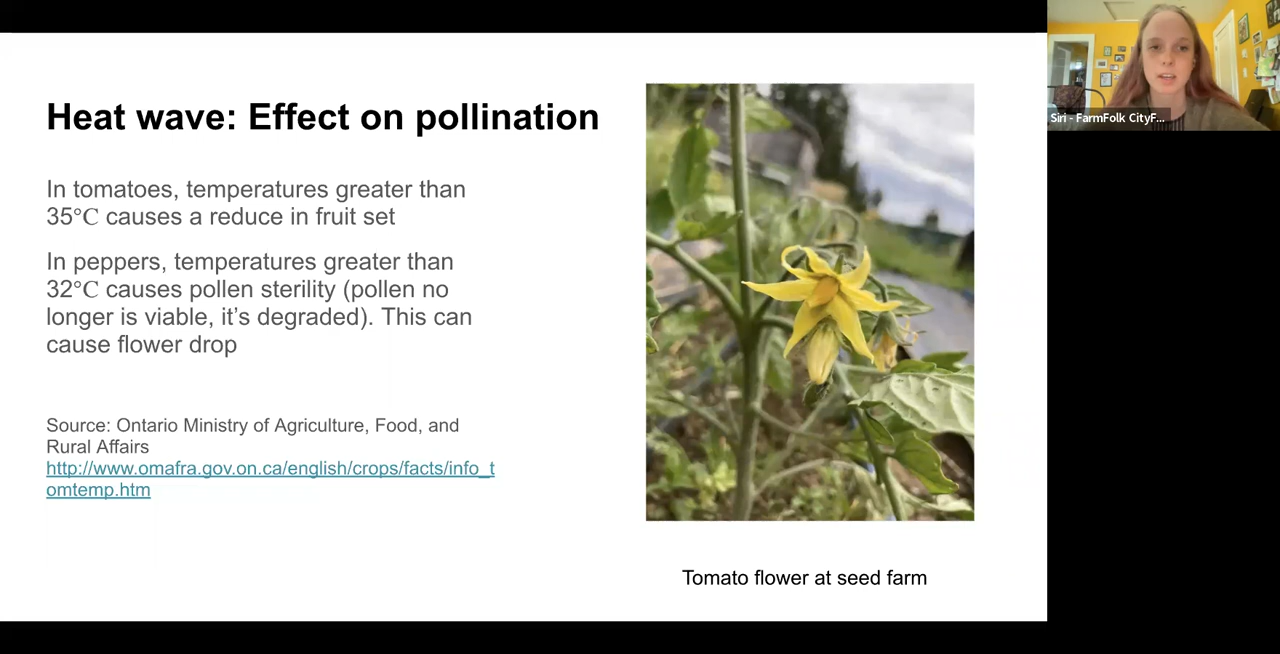 Heat wave: Effect on pollination
In tomatoes, temperatures greater than
35°C causes a reduce in fruit set
In peppers, temperatures greater than
32°C causes pollen sterility (pollen no
longer is viable, it's degraded). This can
cause flower drop
Source: Ontario Ministry of Agriculture, Food, and
Rural Affairs
http://www.omafra.gov.on.ca/english/crops/facts/info_t
omtemp.htm
Tomato flower at seed farm
Siri - FarmFolk CityF...